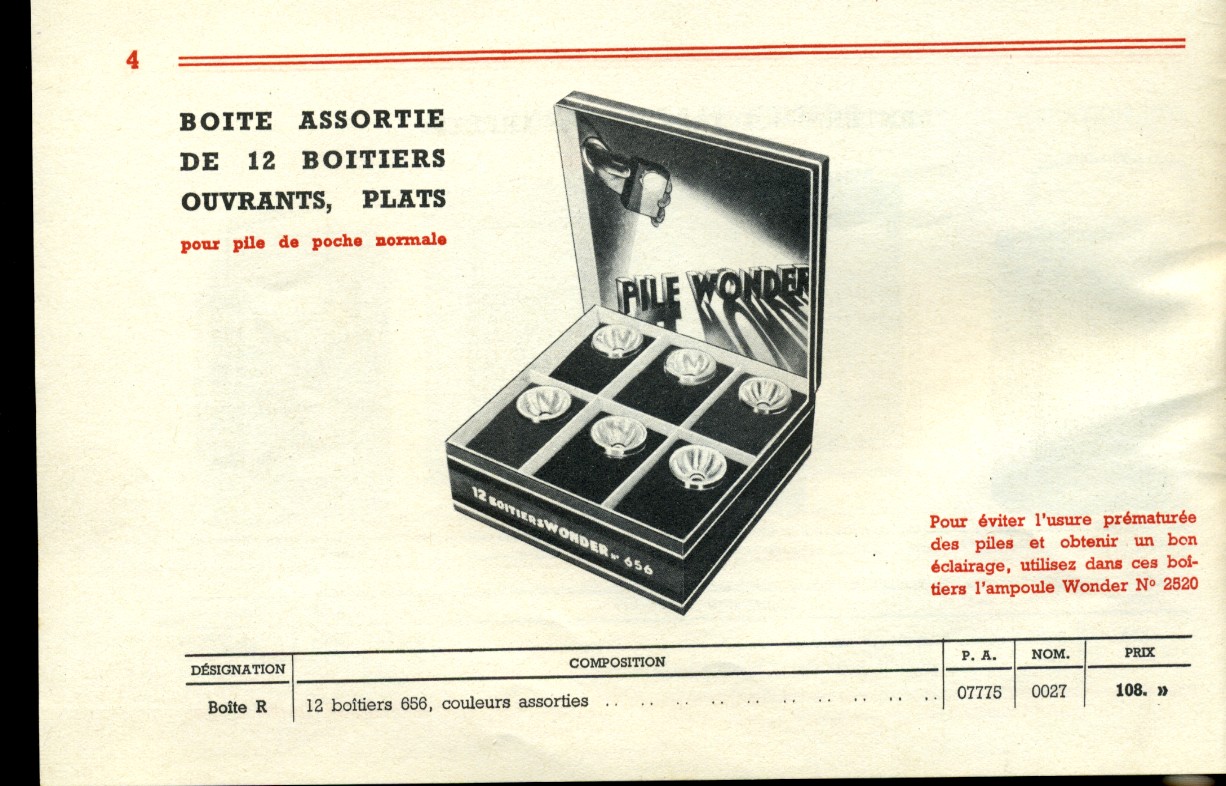 4
BOITE ASSORTIE
DE 12 BOITIERS
OUVRANTS, PLATS
pour pile de poche normale
PILE WONDER
12 BOITIERS WONDER N° 656
Pour éviter l'usure prématurée
des piles et obtenir un bon
éclairage, utilisez dans ces boî-
tiers l'ampoule Wonder Nº 2520
DÉSIGNATION COMPOSITION P. A. NOM. PRIX
Boîte R 12 boîtiers 656, couleurs assorties .. .. .. .. .. .. .. .. .. .. 07775 0027 108. »